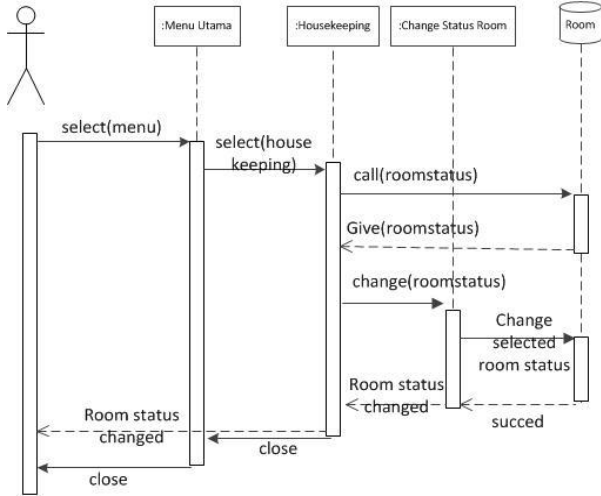 :Menu Utama
:Housekeeping
:Change Status Room
Room
select(menu)
select(house
keeping)
call(roomstatus)
Give(roomstatus)
change(roomstatus)
Change
selected
room status
Room status
changed
succed
Room status
changed
close
close